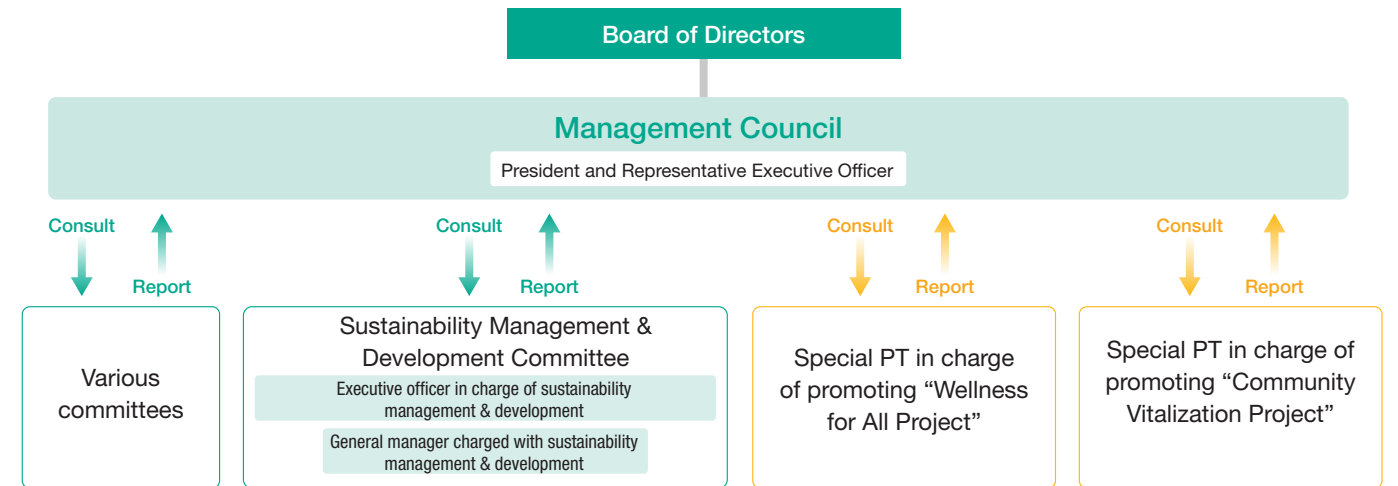 Board of Directors
Management Council
President and Representative Executive Officer
Consult
Report
Consult
Report
Consult
Report
Consult
Report
Various
committees
Sustainability Management &
Development Committee
Executive officer in charge of sustainability
management & development
General manager charged with sustainability
management & development
Special PT in charge
of promoting “Wellness
for All Project”
Special PT in charge of
promoting “Community
Vitalization Project”